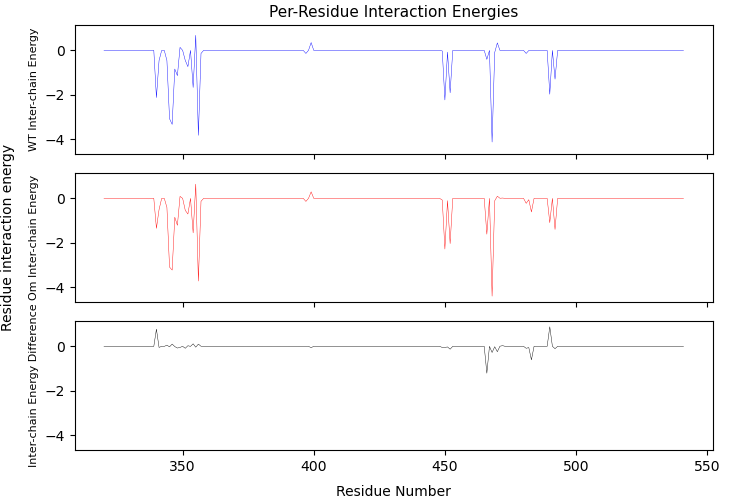 Per-Residue Interaction Energies
Residue interaction energy
WT Inter-chain Energy
0
−2
−4
Om Inter-chain Energy
0
−2
−4
Inter-chain Energy Difference
0
−2
−4
350
400
450
500
550
Residue Number